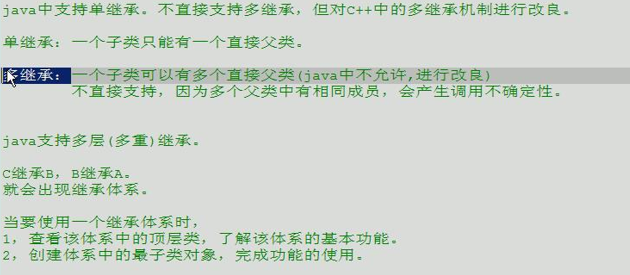 java中支持单继承。不直接支持多继承，但对C++中的多继承机制进行改良。
单继承：一个子类只能有一个直接父类。
多继承：一个子类可以有多个直接父类(java中不允许,进行改良)
不直接支持，因为多个父类中有相同成员，会产生调用不确定性。
java支持多层(多重)继承。
C继承B，B继承A。
就会出现继承体系。
当要使用一个继承体系时，
1，查看该体系中的顶层类，了解该体系的基本功能。
2，创建体系中的最子类对象，完成功能的使用。